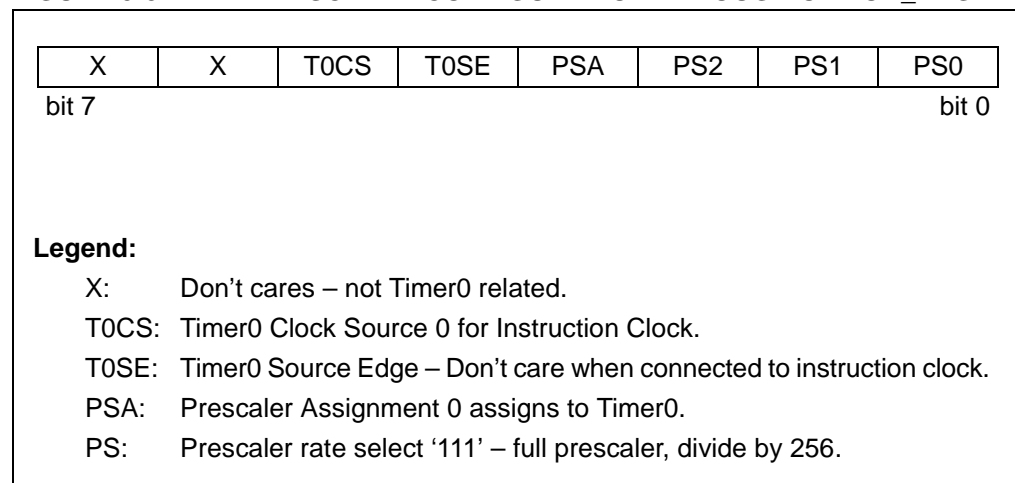 X X T0CS T0SE PSA PS2 PS1 PS0
bit 7 bit 0
Legend:
X: Don’t cares – not Timer0 related.
T0CS: Timer0 Clock Source 0 for Instruction Clock.
T0SE: Timer0 Source Edge – Don’t care when connected to instruction clock.
PSA: Prescaler Assignment 0 assigns to Timer0.
PS: Prescaler rate select ‘111’ – full prescaler, divide by 256.